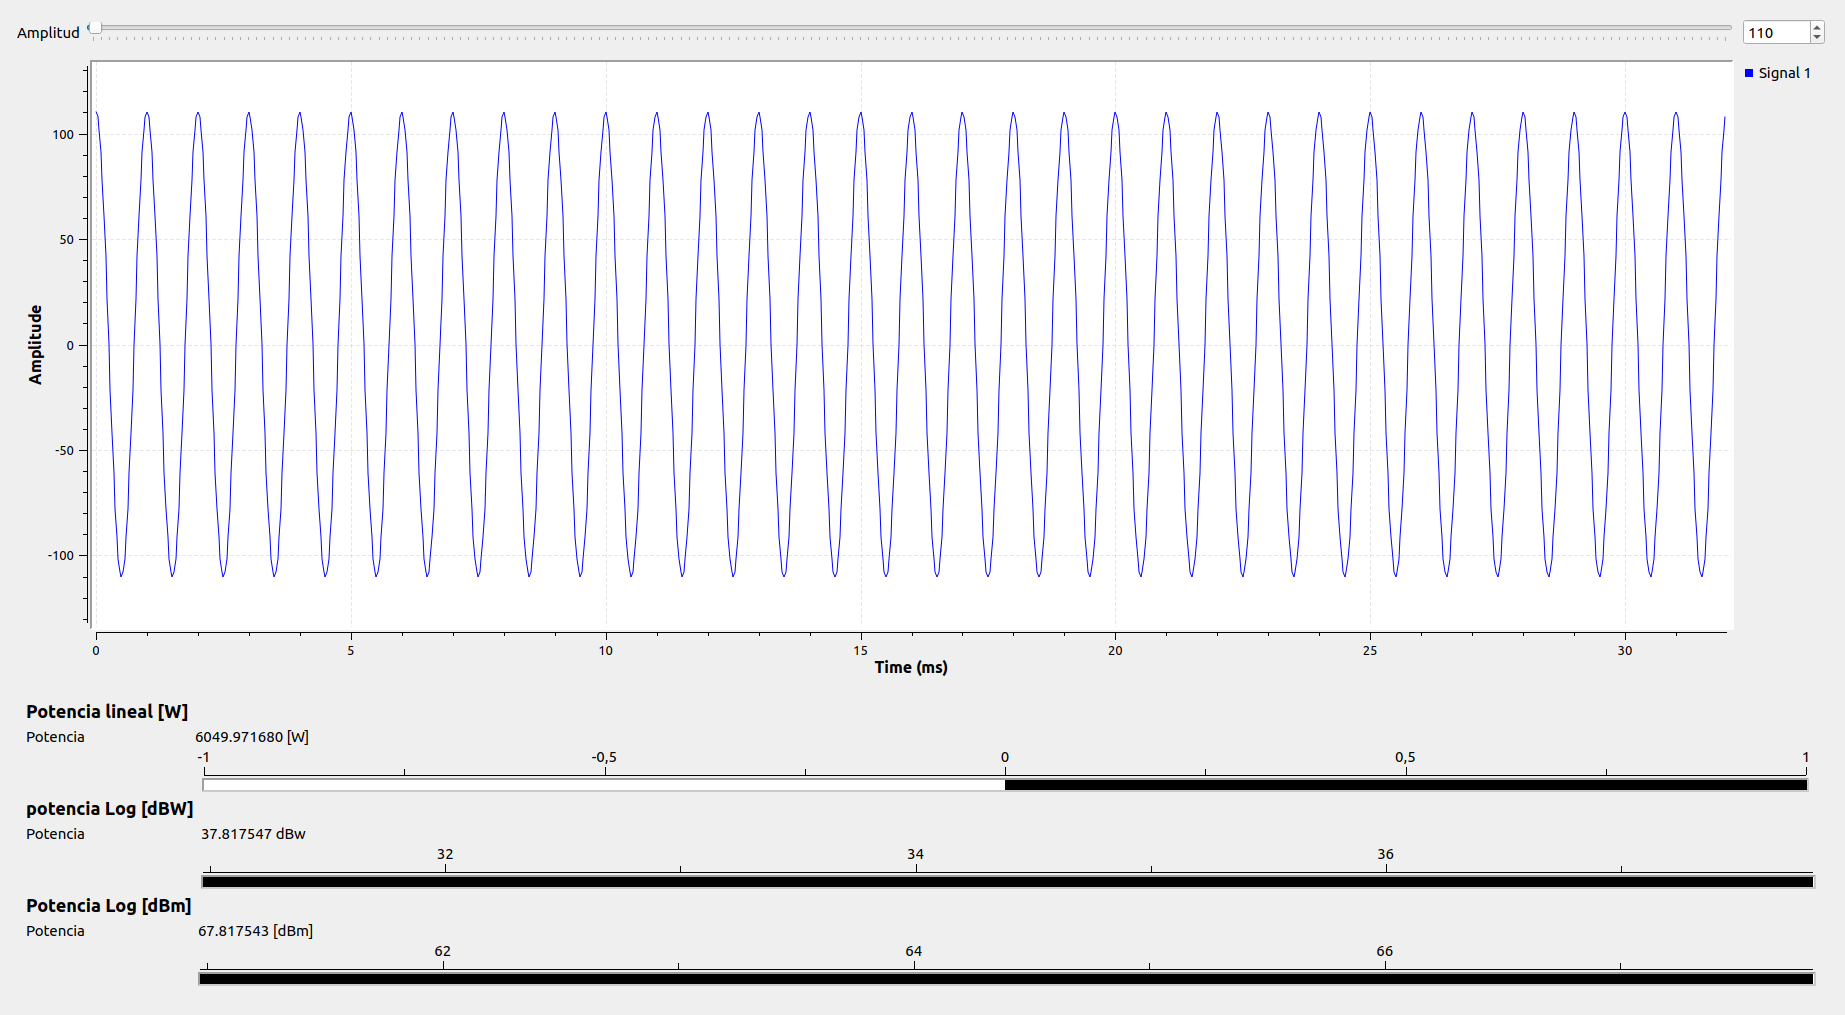 Amplitud 110
Signal 1
100
50
0
-50
-100
Amplitude
0 5 10 15 20 25 30
Time (ms)
Potencia lineal [W]
Potencia 6049.971680 [W]
-1 -0,5 0 0,5 1
potencia Log [dBW]
Potencia 37.817547 dBw
32 34 36
Potencia Log [dBm]
Potencia 67.817543 [dBm]
62 64 66